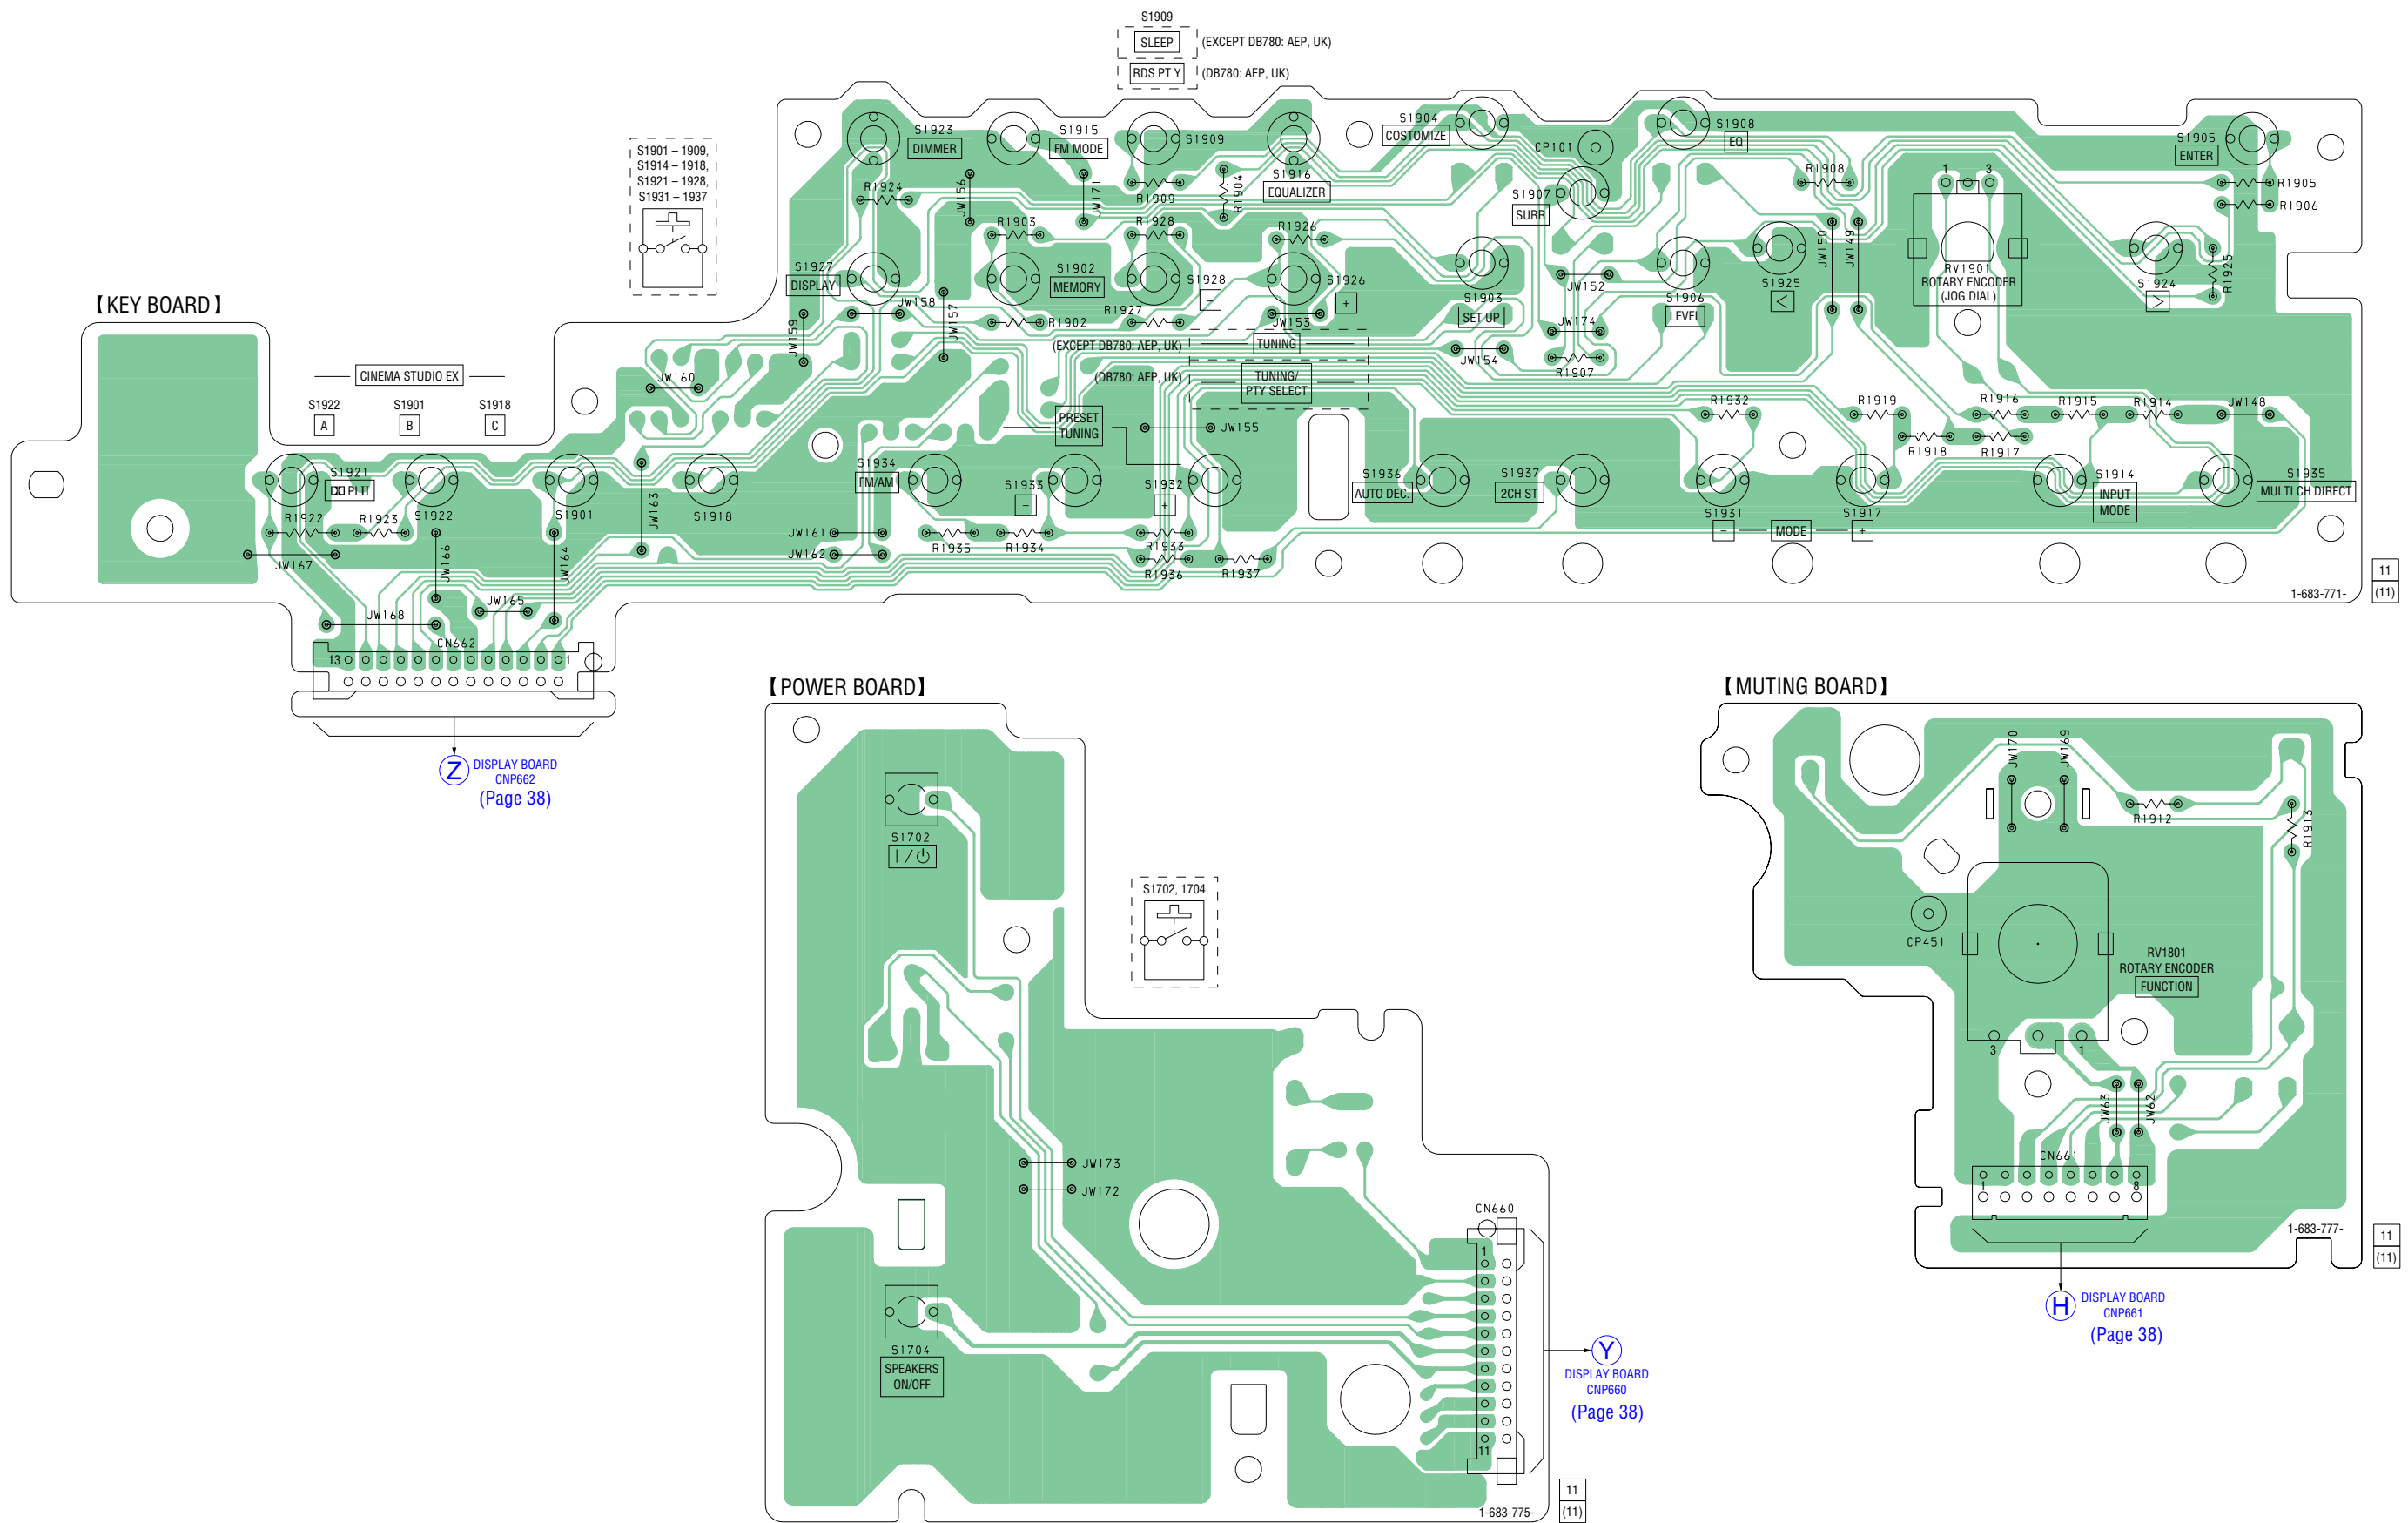 S1909
SLEEP (EXCEPT DB780: AEP, UK)
RDS PT Y (DB780: AEP, UK)
【KEY BOARD】
S1901 – 1909,
S1914 – 1918,
S1921 – 1928,
S1931 – 1937
S1923
DIMMER
S1915
FM MODE
S1909
S1916
EQUALIZER
S1904
COSTOMIZE
CP101
S1908
EQ
S1905
ENTER
R1924
JW156
JW171
R1909
R1904
S1907
SURR
R1908
1 3
R1905
R1906
R1903
R1928
R1926
JW150
JW149
R1925
S1927
DISPLAY
S1902
MEMORY
S1928
–
S1926
+
S1903
SET UP
JW152
S1906
LEVEL
S1925
<
RV1901
ROTARY ENCODER
(JOG DIAL)
S1924
>
JW159
JW158
JW157
R1902
R1927
JW153
JW174
JW154
R1907
(EXCEPT DB780: AEP, UK)
TUNING
(DB780: AEP, UK)
TUNING/
PTY SELECT
CINEMA STUDIO EX
S1922
A
S1901
B
S1918
C
JW160
PRESET
TUNING
JW155
R1932
R1919
R1916
R1915
R1914
JW148
R1918
R1917
S1921
PLII
S1922
S1901
JW163
S1918
S1934
FM/AM
S1933
–
S1932
+
S1936
AUTO DEC.
S1937
2CH ST
S1931
–
MODE
S1917
+
S1914
INPUT
MODE
S1935
MULTI CH DIRECT
R1922
R1923
JW167
JW166
JW164
JW161
JW162
R1935
R1934
R1933
R1936
R1937
JW168
JW165
CN662
13 1
1-683-771-
11
(11)
Z
DISPLAY BOARD
CNP662
(Page 38)
【POWER BOARD】
S1702
I / ⏻
S1702, 1704
JW173
JW172
CN660
1
11
S1704
SPEAKERS
ON/OFF
Y
DISPLAY BOARD
CNP660
(Page 38)
1-683-775-
11
(11)
【MUTING BOARD】
JW170
JW169
R1912
R1913
CP451
RV1801
ROTARY ENCODER
FUNCTION
3 1
JW63
JW62
CN661
1 8
1-683-777-
11
(11)
H
DISPLAY BOARD
CNP661
(Page 38)